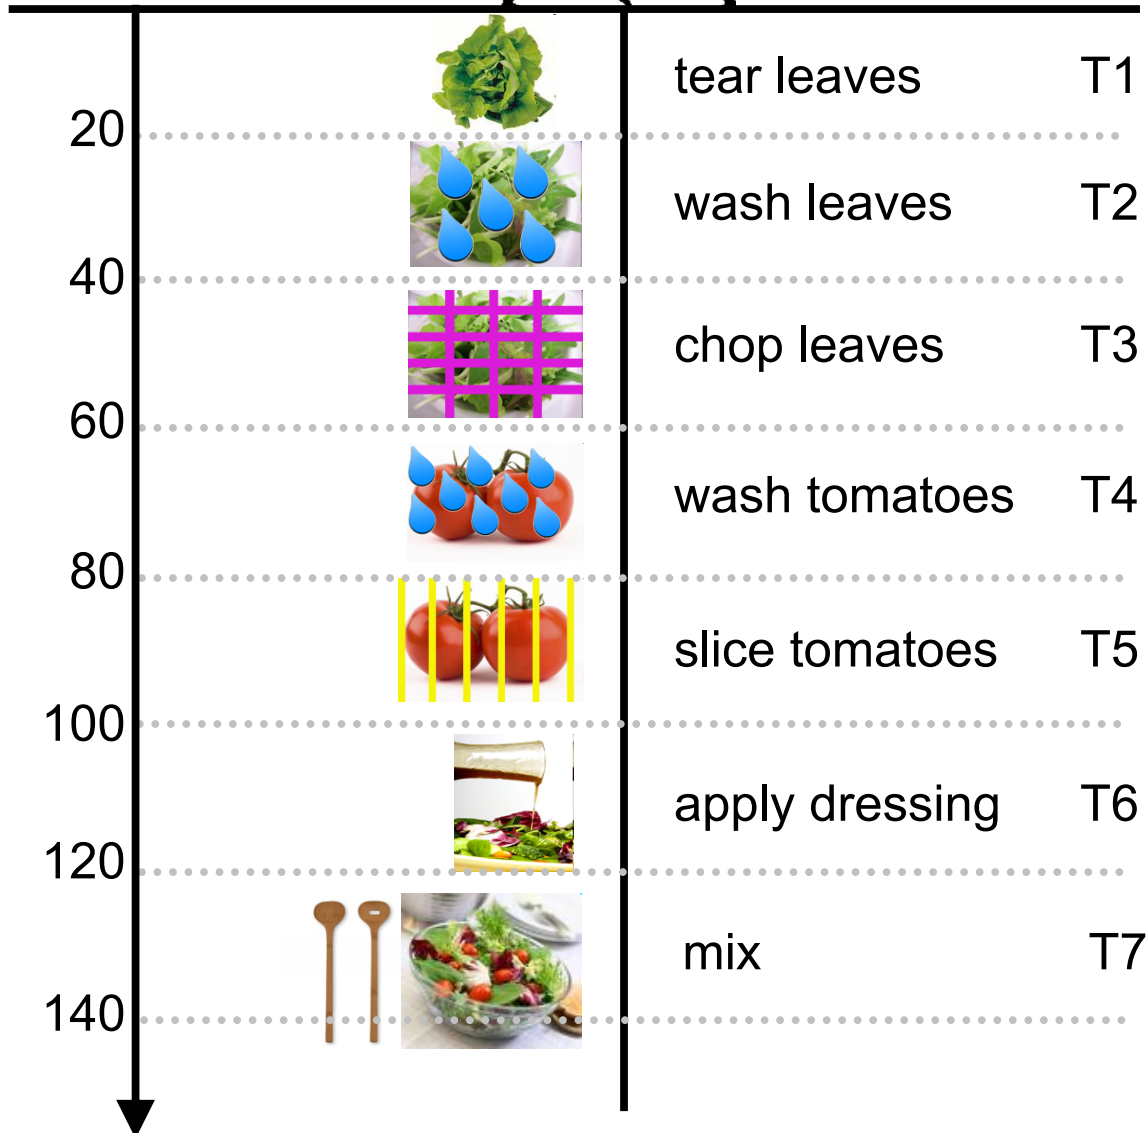 tear leaves T1
20
wash leaves T2
40
chop leaves T3
60
wash tomatoes T4
80
slice tomatoes T5
100
apply dressing T6
120
mix T7
140